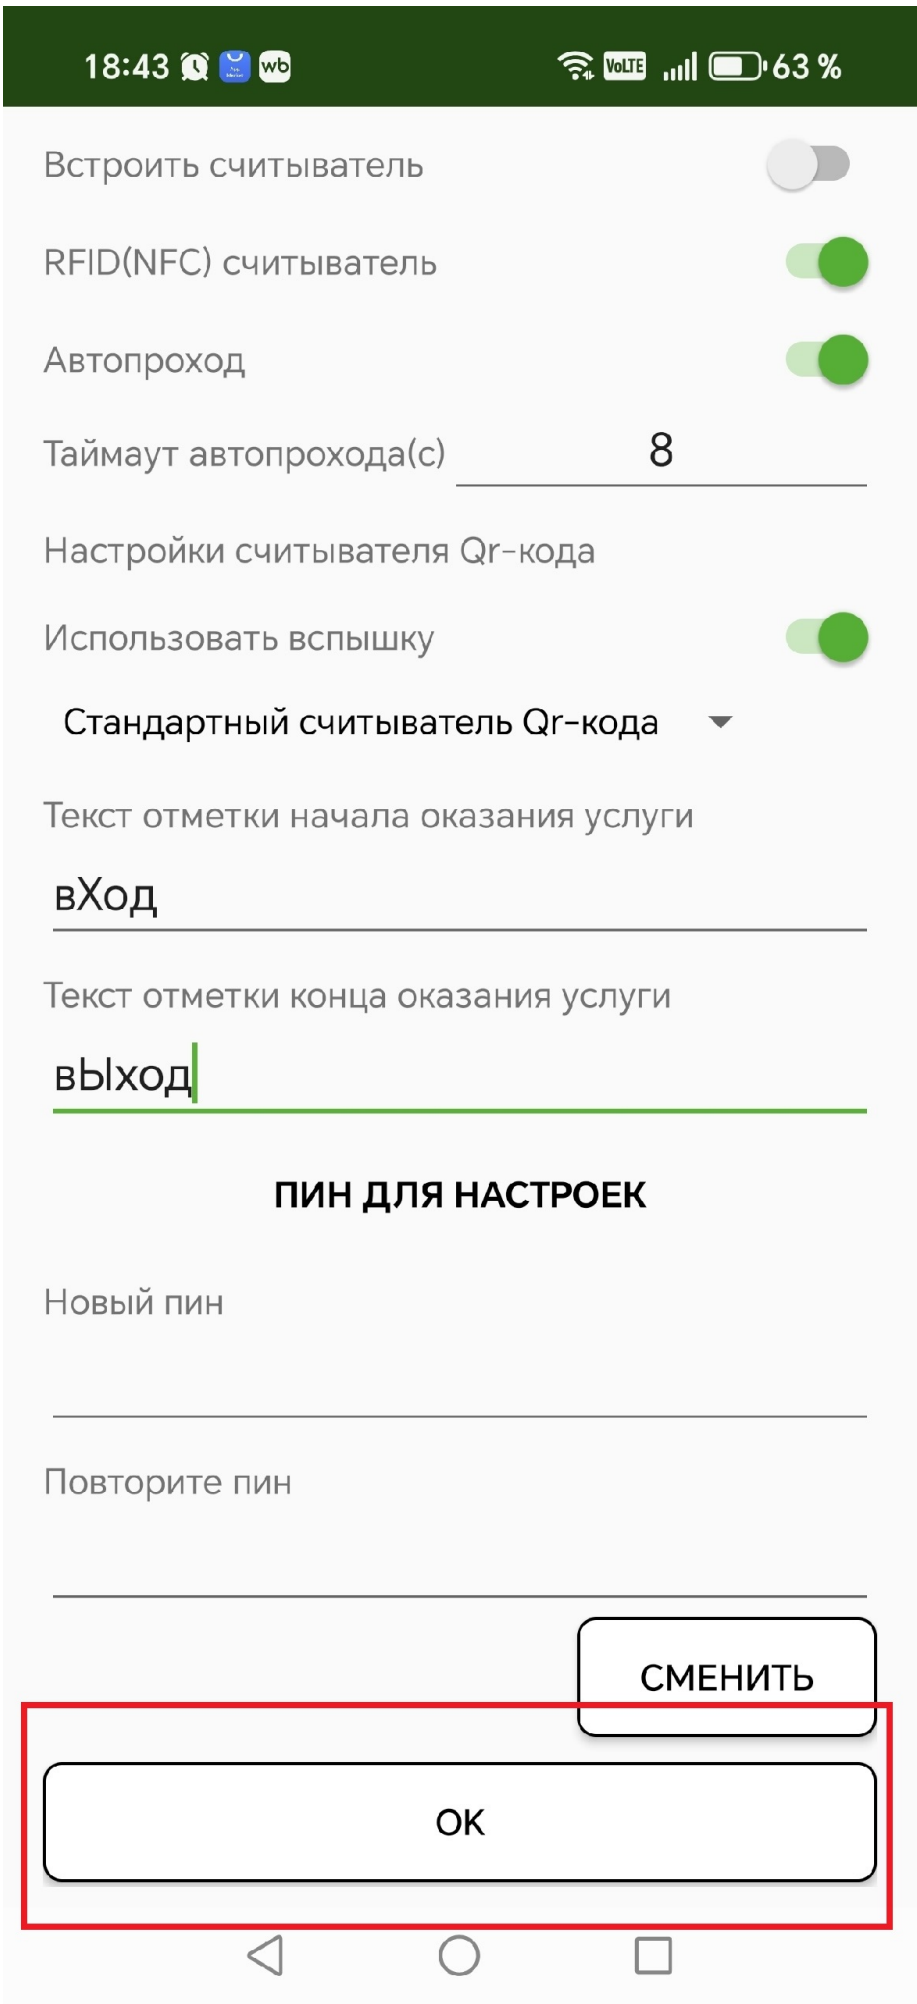 18:43 wb VoLTE 63 %
Встроить считыватель
RFID(NFC) считыватель
Автопроход
Таймаут автопрохода(с) 8
Настройки считывателя Qr-кода
Использовать вспышку
Стандартный считыватель Qr-кода
Текст отметки начала оказания услуги
вХод
Текст отметки конца оказания услуги
вЫход
ПИН ДЛЯ НАСТРОЕК
Новый пин
Повторите пин
СМЕНИТЬ
ОК